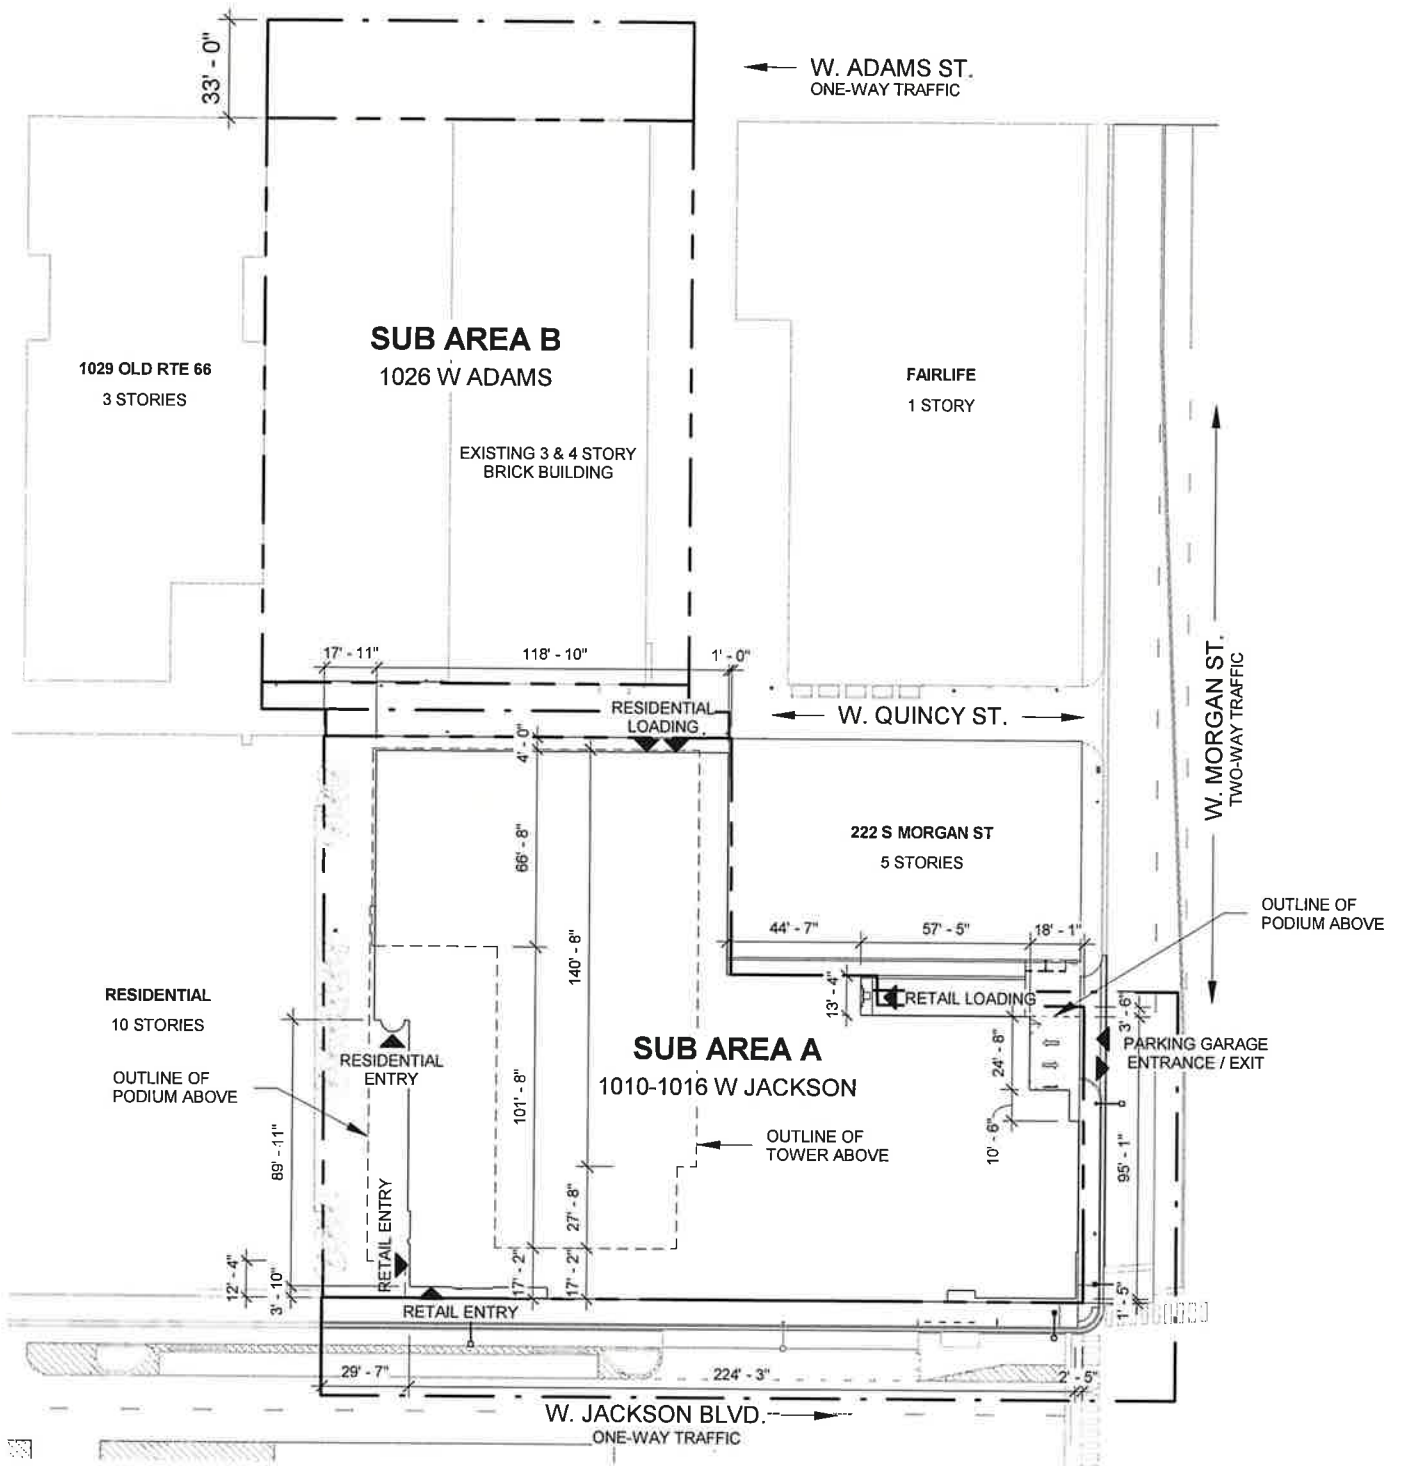 33' - 0"
W. ADAMS ST.
ONE-WAY TRAFFIC
SUB AREA B
1026 W ADAMS
1029 OLD RTE 66
3 STORIES
FAIRLIFE
1 STORY
EXISTING 3 & 4 STORY
BRICK BUILDING
17' - 11"
118' - 10"
1' - 0"
RESIDENTIAL
LOADING
W. QUINCY ST.
W. MORGAN ST.
TWO-WAY TRAFFIC
4' - 0"
66' - 8"
140' - 8"
222 S MORGAN ST
5 STORIES
OUTLINE OF
PODIUM ABOVE
44' - 7"
57' - 5"
18' - 1"
13' - 4"
RETAIL LOADING
3' - 6"
RESIDENTIAL
10 STORIES
SUB AREA A
1010-1016 W JACKSON
24' - 8"
PARKING GARAGE
ENTRANCE / EXIT
RESIDENTIAL
ENTRY
OUTLINE OF
PODIUM ABOVE
101' - 8"
89' - 11"
OUTLINE OF
TOWER ABOVE
10' - 6"
95' - 1"
RETAIL ENTRY
27' - 8"
12' - 4"
3' - 10"
17' - 2"
17' - 2"
1' - 5"
RETAIL ENTRY
29' - 7"
224' - 3"
2' - 5"
W. JACKSON BLVD.
ONE-WAY TRAFFIC